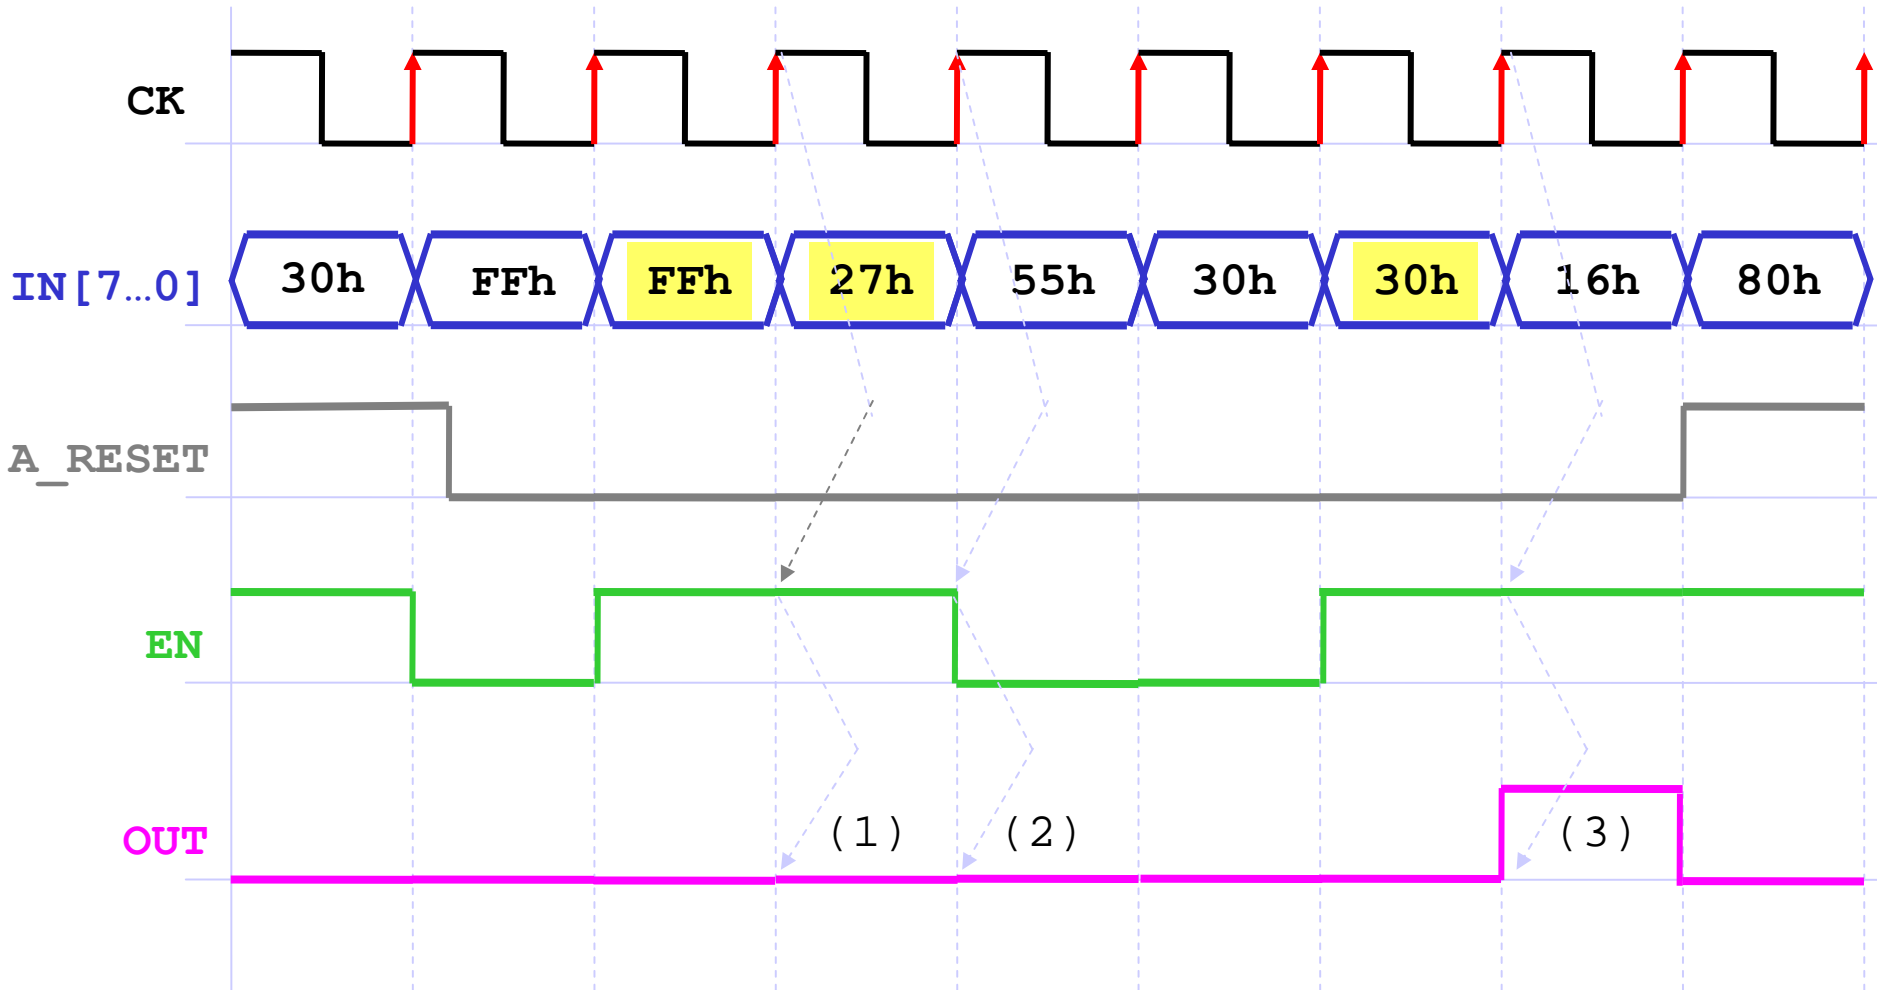 CK
IN[7…0]
30h FFh FFh 27h 55h 30h 30h 16h 80h
A_RESET
EN
OUT
(1) (2) (3)